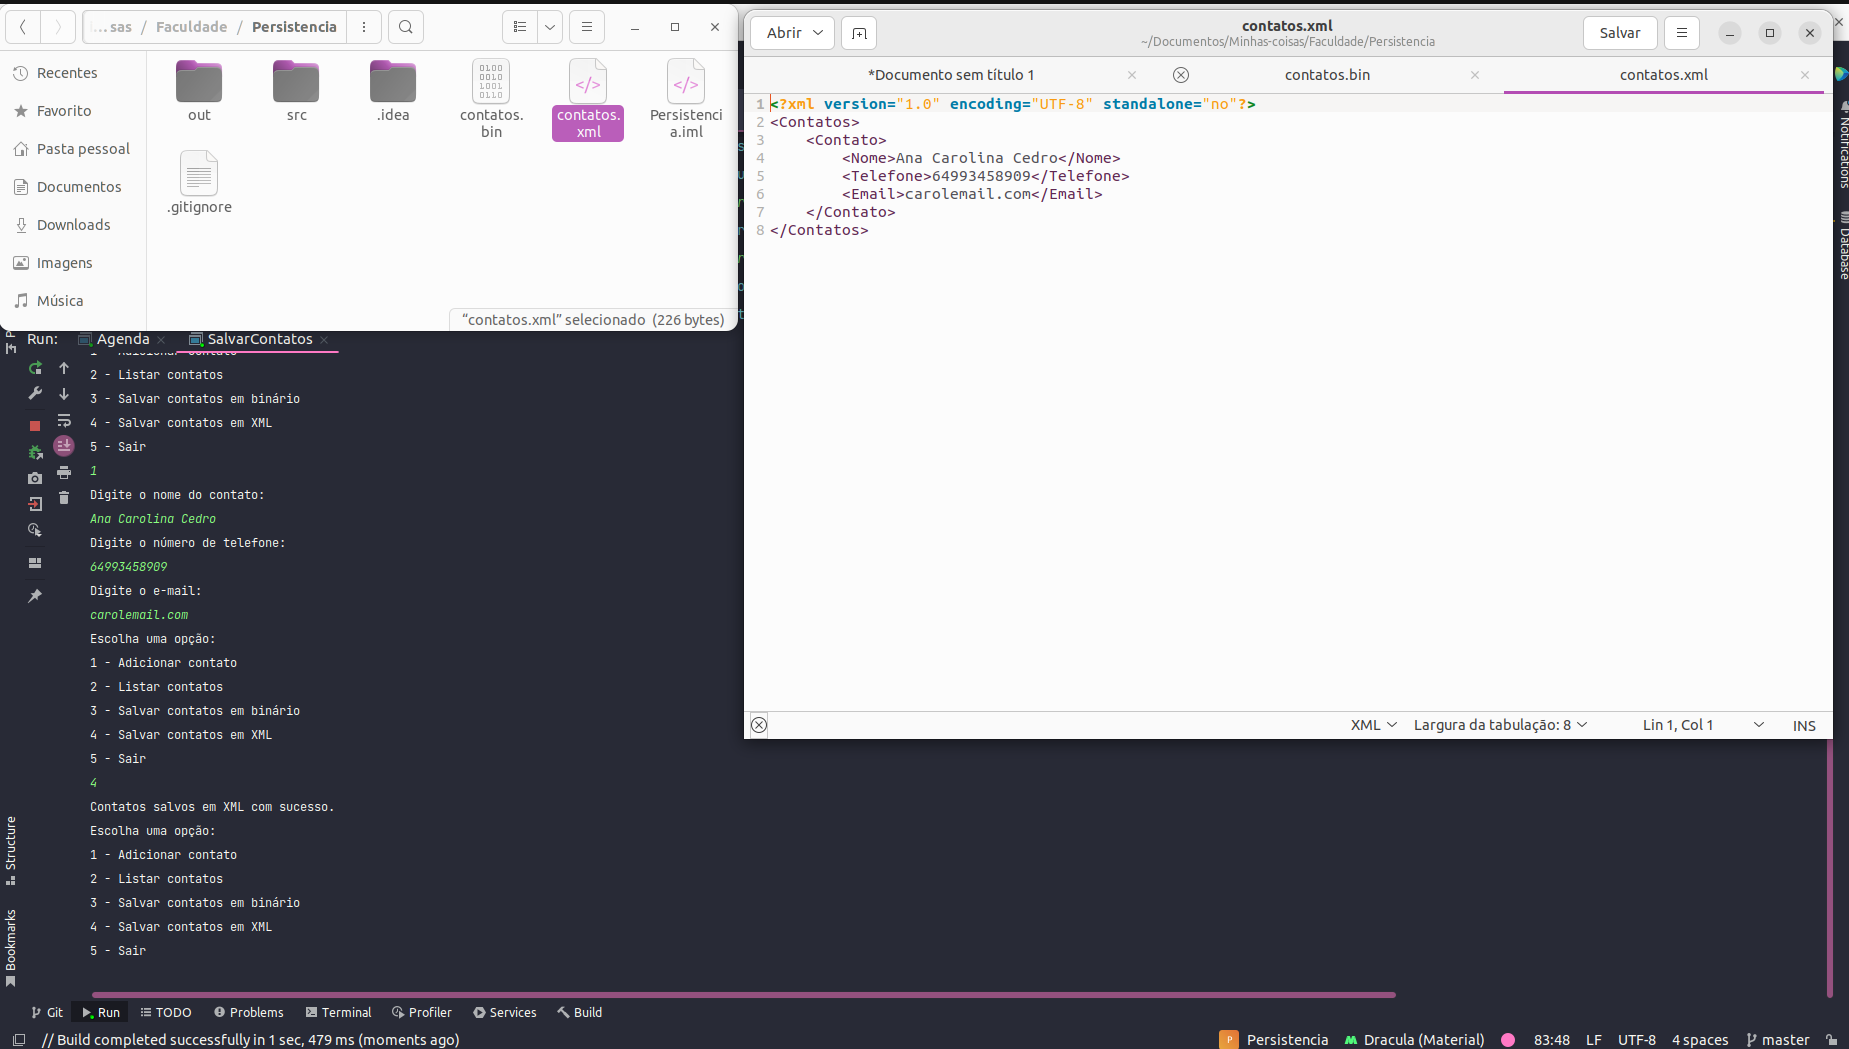 ...sas / Faculdade / Persistencia
Recentes
Favorito
Pasta pessoal
Documentos
Downloads
Imagens
Música
out
src
.idea
contatos.
bin
contatos.
xml
Persistenci
a.iml
.gitignore
“contatos.xml” selecionado (226 bytes)
Abrir
contatos.xml
~/Documentos/Minhas-coisas/Faculdade/Persistencia
Salvar
*Documento sem título 1
contatos.bin
contatos.xml
1 <?xml version="1.0" encoding="UTF-8" standalone="no"?>
2 <Contatos>
3     <Contato>
4         <Nome>Ana Carolina Cedro</Nome>
5         <Telefone>64993458909</Telefone>
6         <Email>carolemail.com</Email>
7     </Contato>
8 </Contatos>
XML
Largura da tabulação: 8
Lin 1, Col 1
INS
Notifications
Database
Run:
Agenda
SalvarContatos
1 - Adicionar contato
2 - Listar contatos
3 - Salvar contatos em binário
4 - Salvar contatos em XML
5 - Sair
1
Digite o nome do contato:
Ana Carolina Cedro
Digite o número de telefone:
64993458909
Digite o e-mail:
carolemail.com
Escolha uma opção:
1 - Adicionar contato
2 - Listar contatos
3 - Salvar contatos em binário
4 - Salvar contatos em XML
5 - Sair
4
Contatos salvos em XML com sucesso.
Escolha uma opção:
1 - Adicionar contato
2 - Listar contatos
3 - Salvar contatos em binário
4 - Salvar contatos em XML
5 - Sair
Structure
Bookmarks
Git
Run
TODO
Problems
Terminal
Profiler
Services
Build
// Build completed successfully in 1 sec, 479 ms (moments ago)
P
Persistencia
Dracula (Material)
83:48
LF
UTF-8
4 spaces
master